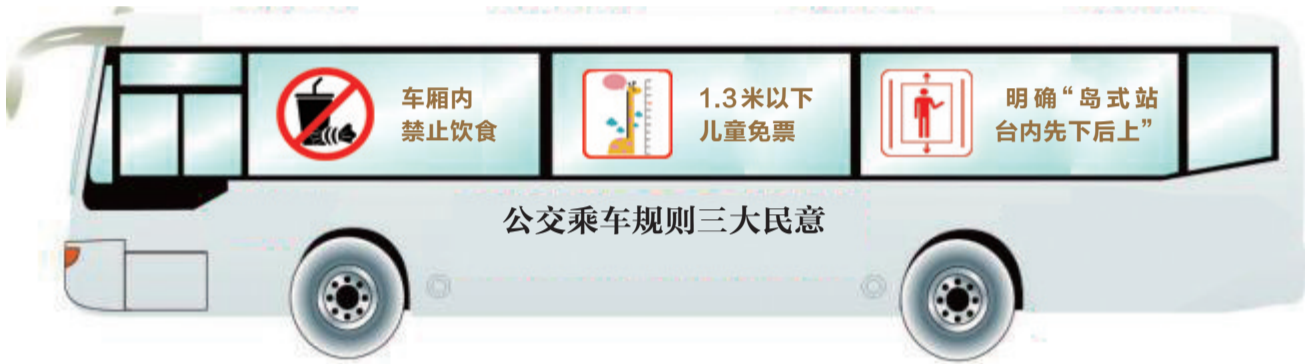 车厢内
禁止饮食
1.3米以下
儿童免票
明确“岛式站
台内先下后上”
公交乘车规则三大民意